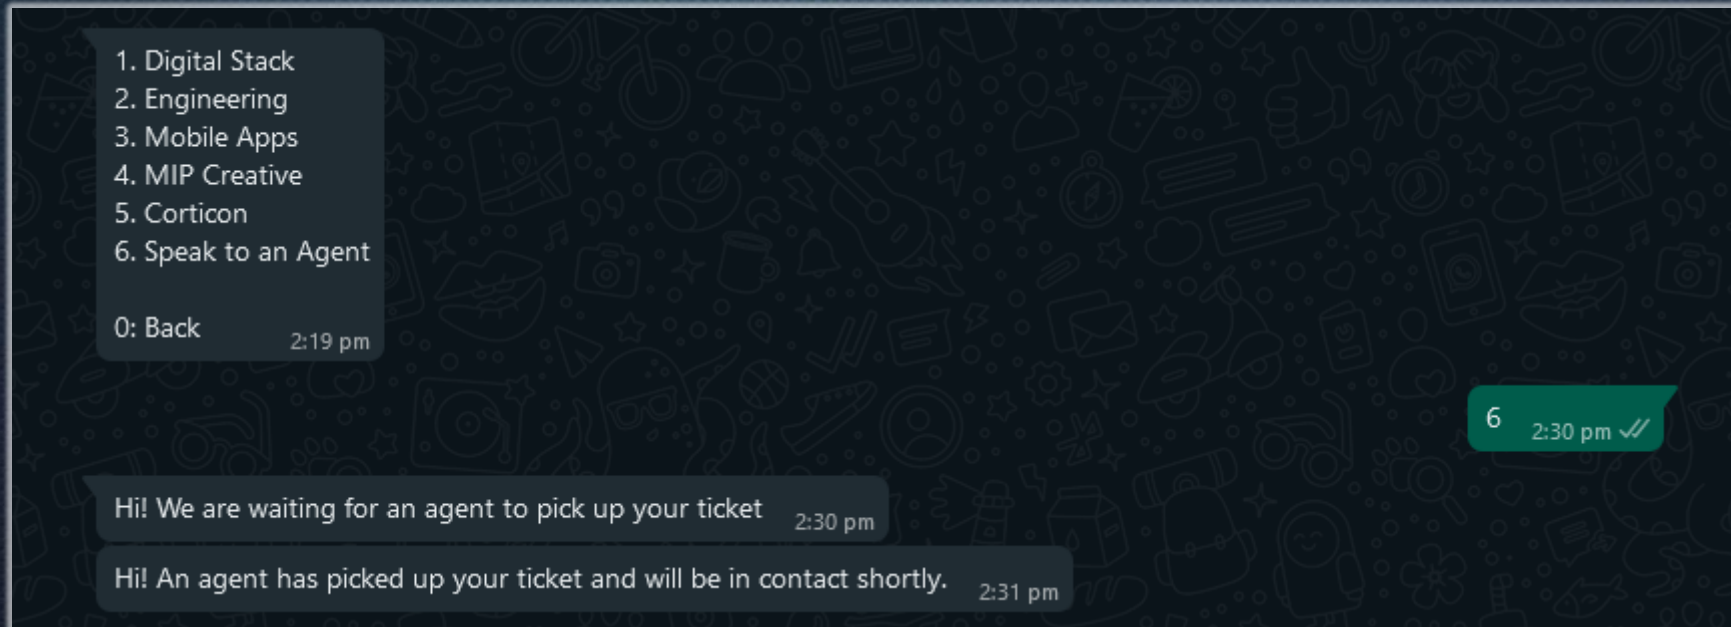 1. Digital Stack
2. Engineering
3. Mobile Apps
4. MIP Creative
5. Corticon
6. Speak to an Agent
0: Back 2:19 pm
6 2:30 pm
Hi! We are waiting for an agent to pick up your ticket 2:30 pm
Hi! An agent has picked up your ticket and will be in contact shortly. 2:31 pm